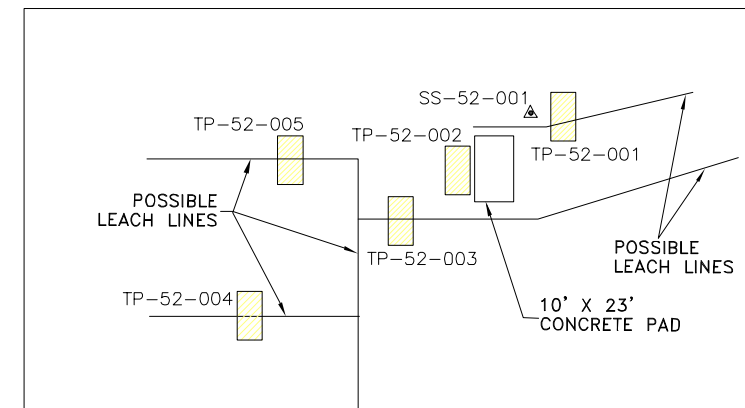 SS-52-001
TP-52-005
TP-52-002
TP-52-001
POSSIBLE
LEACH LINES
TP-52-003
POSSIBLE
LEACH LINES
TP-52-004
10' X 23'
CONCRETE PAD